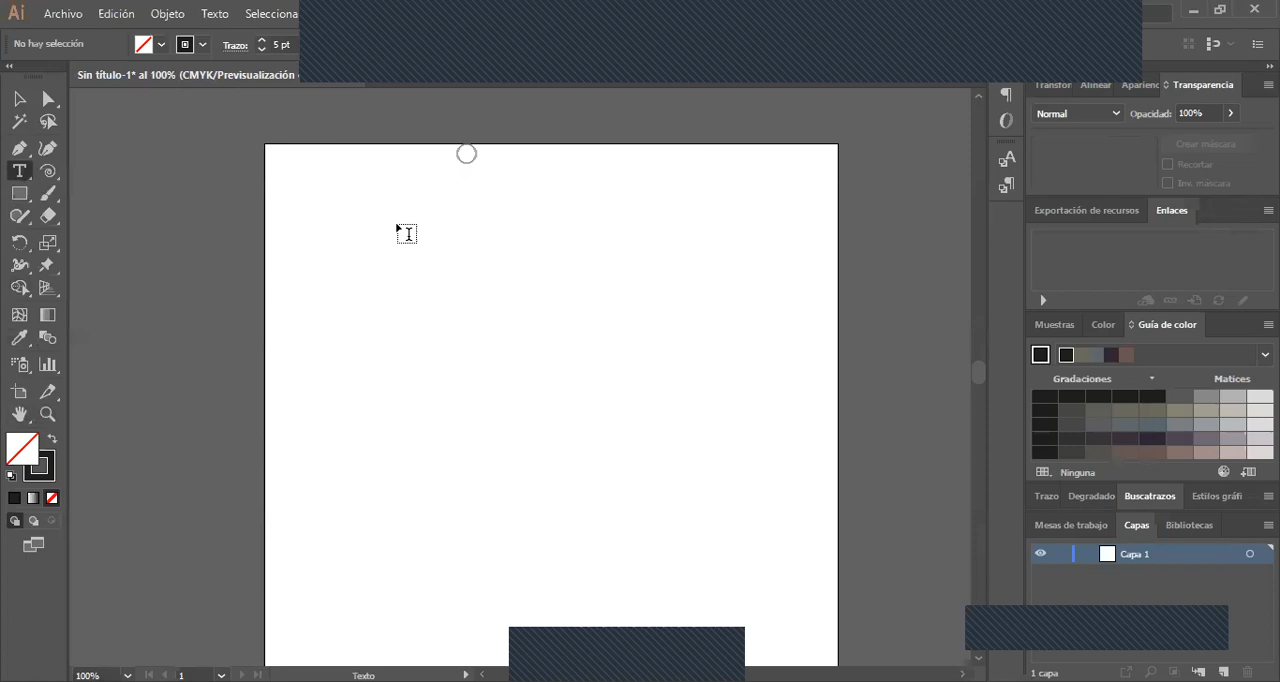 Ai Archivo Edición Objeto Texto Selecciona
No hay selección Trazo: 5 pt
Sin título-1* al 100% (CMYK/Previsualización
Transfor Alinear Aparienc Transparencia
Normal Opacidad: 100%
Crear máscara
Recortar
Inv. máscara
Exportación de recursos Enlaces
Muestras Color Guía de color
Gradaciones Matices
Ninguna
Trazo Degradado Buscatrazos Estilos gráfi
Mesas de trabajo Capas Bibliotecas
Capa 1
100% 1 Texto 1 capa